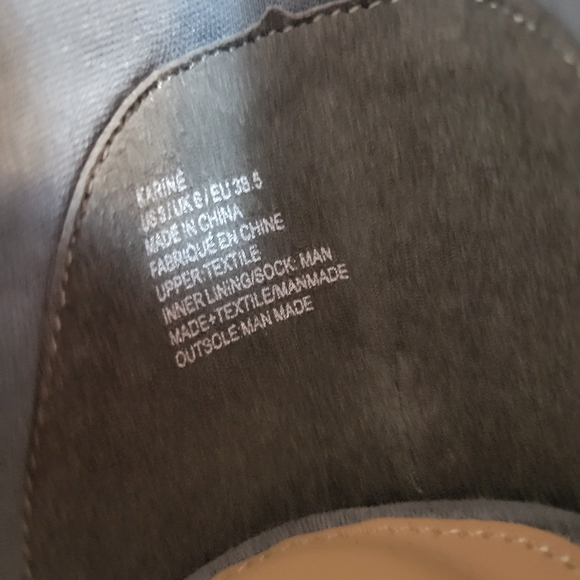 KARINE
US 8 / UK 6 / EU 38.5
MADE IN CHINA
FABRIQUÉ EN CHINE
UPPER:TEXTILE
INNER LINING/SOCK: MAN
MADE+TEXTILE/MANMADE
OUTSOLE:MAN MADE